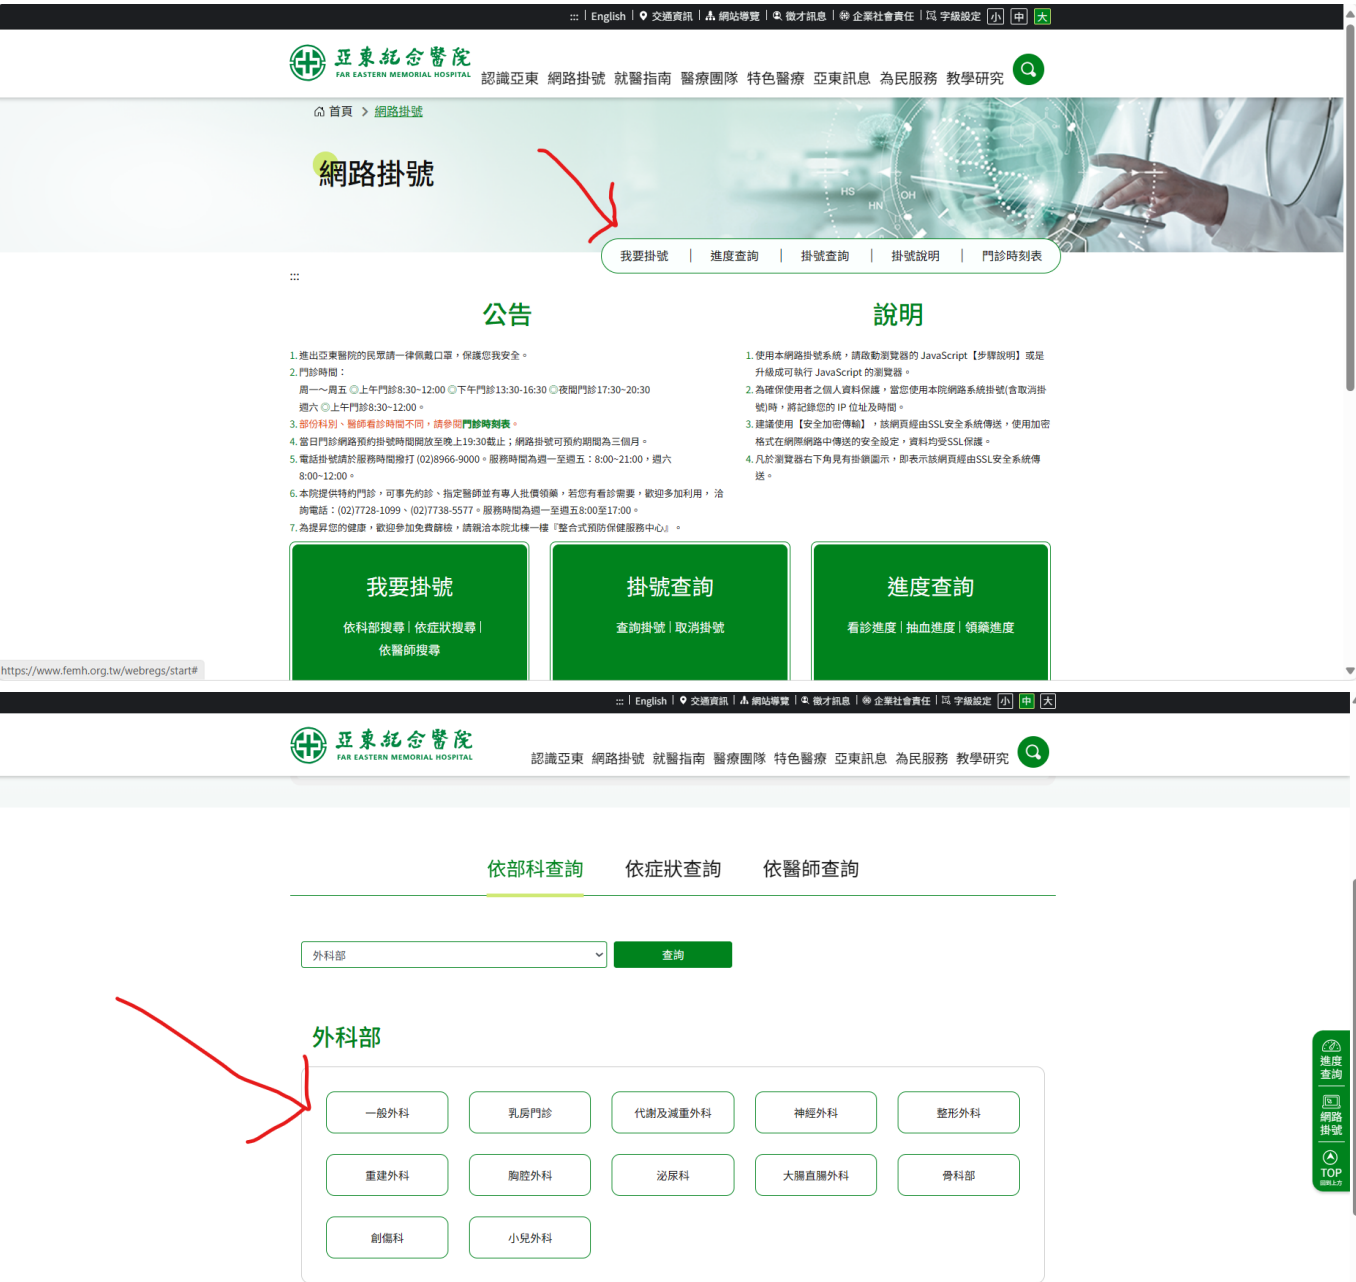 ::: | English | 交通資訊 | 網站導覽 | 徵才訊息 | 企業社會責任 | 字級設定 小 中 大
亞東紀念醫院
FAR EASTERN MEMORIAL HOSPITAL
認識亞東 網路掛號 就醫指南 醫療團隊 特色醫療 亞東訊息 為民服務 教學研究
首頁 > 網路掛號
網路掛號
HS
HN
OH
我要掛號 | 進度查詢 | 掛號查詢 | 掛號說明 | 門診時刻表
:::
公告
1. 進出亞東醫院的民眾請一律佩戴口罩，保護您我安全。
2. 門診時間：
周一～周五 ◎上午門診8:30~12:00 ◎下午門診13:30-16:30 ◎夜間門診17:30~20:30
週六 ◎上午門診8:30~12:00。
3. 部份科別、醫師看診時間不同，請參閱門診時刻表。
4. 當日門診網路預約掛號時間開放至晚上19:30截止；網路掛號可預約期間為三個月。
5. 電話掛號請於服務時間撥打 (02)8966-9000。服務時間為週一至週五：8:00~21:00，週六
8:00~12:00。
6. 本院提供特約門診，可事先約診、指定醫師並有專人批價領藥，若您有看診需要，歡迎多加利用， 洽
詢電話：(02)7728-1099、(02)7738-5577。服務時間為週一至週五8:00至17:00。
7. 為提昇您的健康，歡迎參加免費篩檢，請親洽本院北棟一樓『整合式預防保健服務中心』。
說明
1. 使用本網路掛號系統，請啟動瀏覽器的 JavaScript【步驟說明】或是
升級成可執行 JavaScript 的瀏覽器。
2. 為確保使用者之個人資料保護，當您使用本院網路系統掛號(含取消掛
號)時，將記錄您的 IP 位址及時間。
3. 建議使用【安全加密傳輸】，該網頁經由SSL安全系統傳送，使用加密
格式在網際網路中傳送的安全設定，資料均受SSL保護。
4. 凡於瀏覽器右下角見有掛鎖圖示，即表示該網頁經由SSL安全系統傳
送。
我要掛號
依科部搜尋 | 依症狀搜尋 |
依醫師搜尋
掛號查詢
查詢掛號 | 取消掛號
進度查詢
看診進度 | 抽血進度 | 領藥進度
https://www.femh.org.tw/webregs/start#
::: | English | 交通資訊 | 網站導覽 | 徵才訊息 | 企業社會責任 | 字級設定 小 中 大
亞東紀念醫院
FAR EASTERN MEMORIAL HOSPITAL
認識亞東 網路掛號 就醫指南 醫療團隊 特色醫療 亞東訊息 為民服務 教學研究
依部科查詢 依症狀查詢 依醫師查詢
外科部 查詢
外科部
一般外科 乳房門診 代謝及減重外科 神經外科 整形外科
重建外科 胸腔外科 泌尿科 大腸直腸外科 骨科部
創傷科 小兒外科
進度
查詢
網路
掛號
TOP
回到上方